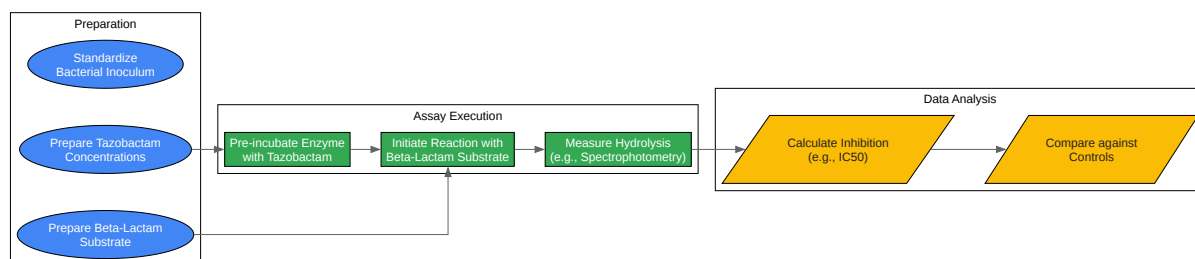 Preparation
Standardize
Bacterial Inoculum
Prepare Tazobactam
Concentrations
Prepare Beta-Lactam
Substrate
Assay Execution
Pre-incubate Enzyme
with Tazobactam
Initiate Reaction with
Beta-Lactam Substrate
Measure Hydrolysis
(e.g., Spectrophotometry)
Data Analysis
Calculate Inhibition
(e.g., IC50)
Compare against
Controls